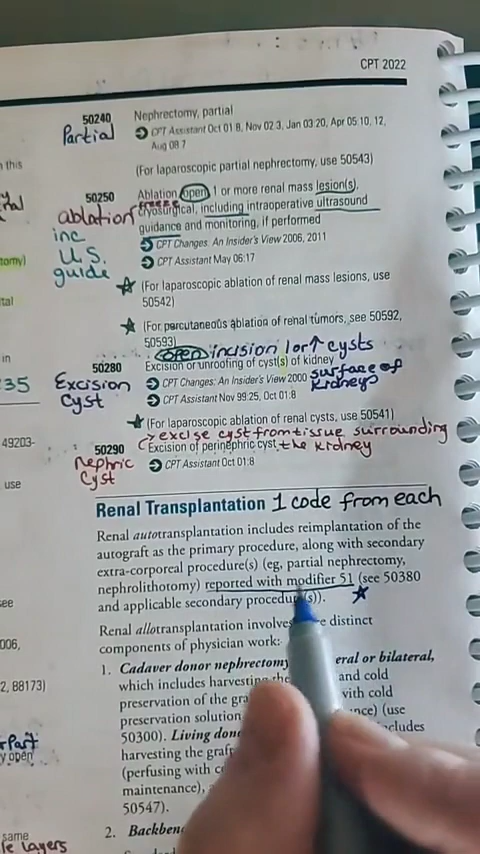 CPT 2022
50240 Nephrectomy, partial
Partial
CPT Assistant Oct 01:8, Nov 02:3, Jan 03:20, Apr 05:10, 12,
Aug 08:7
(For laparoscopic partial nephrectomy, use 50543)
50250 Ablation, open, 1 or more renal mass lesion(s),
freeze
ablation cryosurgical, including intraoperative ultrasound
inc guidance and monitoring, if performed
U.S. CPT Changes: An Insider's View 2006, 2011
guide CPT Assistant May 06:17
(For laparoscopic ablation of renal mass lesions, use
50542)
(For percutaneous ablation of renal tumors, see 50592,
50593)
open incision 1 or ↑ cysts
50280 Excision or unroofing of cyst(s) of kidney
Excision Cyst
CPT Changes: An Insider's View 2000
surface of kidneys
CPT Assistant Nov 99:25, Oct 01:8
(For laparoscopic ablation of renal cysts, use 50541)
> excise cyst from tissue surrounding the kidney
50290 Excision of perinephric cyst
Nephric Cyst
CPT Assistant Oct 01:8
Renal Transplantation 1 code from each
Renal autotransplantation includes reimplantation of the
autograft as the primary procedure, along with secondary
extra-corporeal procedure(s) (eg, partial nephrectomy,
nephrolithotomy) reported with modifier 51 (see 50380
and applicable secondary procedure(s)).
Renal allotransplantation involves distinct
components of physician work:
1. Cadaver donor nephrectomy, eral or bilateral,
which includes harvesting the and cold
preservation of the gra with cold
preservation solution nce) (use
50300). Living don cludes
harvesting the graf
(perfusing with c
maintenance), a
50547).
2. Backben
this
tomy)
tal
in
35
49203-
use
see
006,
2, 88173)
Part
y open
same
le layers